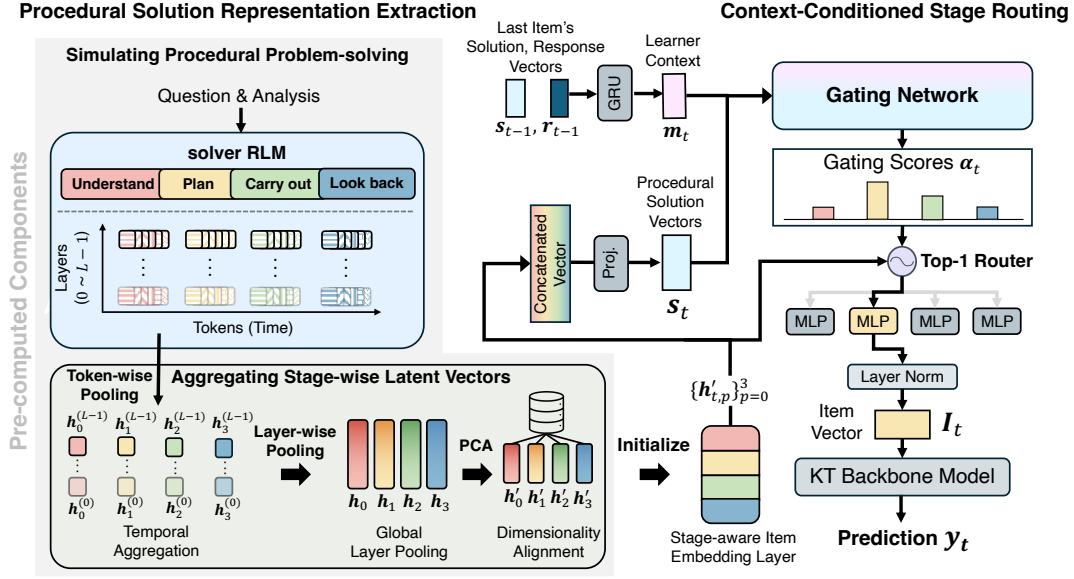 Procedural Solution Representation Extraction
Context-Conditioned Stage Routing
Pre-computed Components
Simulating Procedural Problem-solving
Question & Analysis
solver RLM
Understand
Plan
Carry out
Look back
Layers
(0 ~ L − 1)
Tokens (Time)
Aggregating Stage-wise Latent Vectors
Token-wise
Pooling
h_0^{(L-1)} h_1^{(L-1)} h_2^{(L-1)} h_3^{(L-1)}
h_0^{(0)} h_1^{(0)} h_2^{(0)} h_3^{(0)}
Temporal
Aggregation
Layer-wise
Pooling
h_0 h_1 h_2 h_3
Global
Layer Pooling
PCA
h'_0 h'_1 h'_2 h'_3
Dimensionality
Alignment
Initialize
{h'_{t,p}}_{p=0}^3
Stage-aware Item
Embedding Layer
Last Item's
Solution, Response
Vectors
s_{t-1}, r_{t-1}
GRU
Learner
Context
m_t
Concatenated
Vector
Proj.
Procedural
Solution
Vectors
s_t
Gating Network
Gating Scores α_t
Top-1 Router
MLP
MLP
MLP
MLP
Layer Norm
Item
Vector
I_t
KT Backbone Model
Prediction y_t